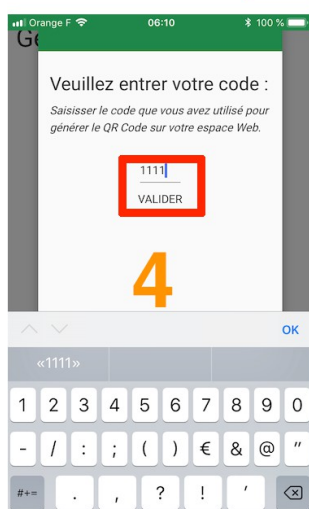 Orange F 06:10 100 %
Ge
Veuillez entrer votre code :
Saisisser le code que vous avez utilisé pour
générer le QR Code sur votre espace Web.
1111
VALIDER
4
OK
«1111»
1 2 3 4 5 6 7 8 9 0
- / : ; ( ) € & @ "
#+= . , ? ! '